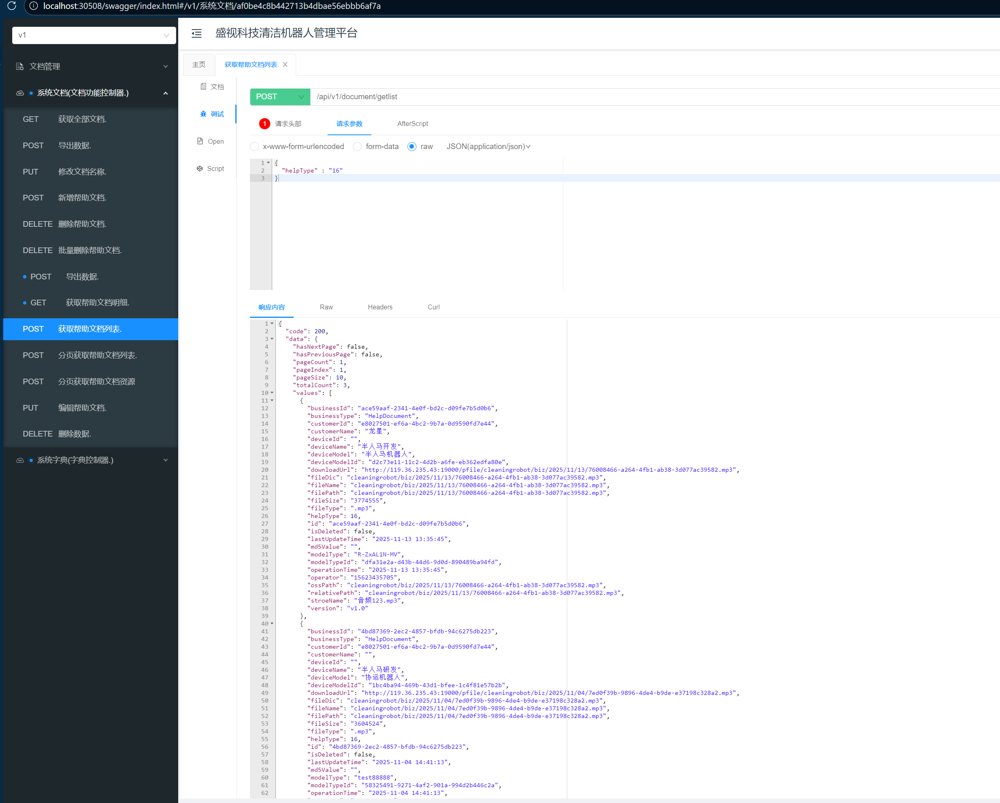 localhost:30508/swagger/index.html#/v1/系统文档/af0be4c8b442713b4dbae56ebbb6af7a
v1
文档管理
系统文档(文档功能控制器.)
GET 获取全部文档.
POST 导出数据.
PUT 修改文档名称.
POST 新增帮助文档.
DELETE 删除帮助文档.
DELETE 批量删除帮助文档.
POST 导出数据.
GET 获取帮助文档明细.
POST 获取帮助文档列表.
POST 分页获取帮助文档列表.
POST 分页获取帮助文档资源
PUT 编辑帮助文档.
DELETE 删除数据.
系统字典(字典控制器.)
盛视科技清洁机器人管理平台
主页 获取帮助文档列表. X
文档
调试
Open
Script
POST /api/v1/document/getlist
1 请求头部 请求参数 AfterScript
x-www-form-urlencoded form-data raw JSON(application/json)
1 {
2 "helpType" : "16"
3 }
响应内容 Raw Headers Curl
1 {
2 "code": 200,
3 "data": {
4 "hasNextPage": false,
5 "hasPreviousPage": false,
6 "pageCount": 1,
7 "pageIndex": 1,
8 "pageSize": 10,
9 "totalCount": 3,
10 "values": [
11 {
12 "businessId": "ace59aaf-2341-4e0f-bd2c-d09fe7b5d0b6",
13 "businessType": "HelpDocument",
14 "customerId": "e8027501-ef6a-4bc2-9b7a-0d9590fd7e44",
15 "customerName": "龙星",
16 "deviceId": "",
17 "deviceName": "半人马开发",
18 "deviceModel": "半人马机器人",
19 "deviceModelId": "d2c73e11-11c2-4d2b-a6fe-eb362edfa80e",
20 "downloadUrl": "http://119.36.235.43:19000/pfile/cleaningrobot/biz/2025/11/13/76008466-a264-4fb1-ab38-3d077ac39582.mp3",
21 "fileDic": "cleaningrobot/biz/2025/11/13/76008466-a264-4fb1-ab38-3d077ac39582.mp3",
22 "fileName": "cleaningrobot/biz/2025/11/13/76008466-a264-4fb1-ab38-3d077ac39582.mp3",
23 "filePath": "cleaningrobot/biz/2025/11/13/76008466-a264-4fb1-ab38-3d077ac39582.mp3",
24 "fileSize": "3774555",
25 "fileType": ".mp3",
26 "helpType": 16,
27 "id": "ace59aaf-2341-4e0f-bd2c-d09fe7b5d0b6",
28 "isDeleted": false,
29 "lastUpdateTime": "2025-11-13 13:35:45",
30 "md5Value": "",
31 "modelType": "R-ZxAL1N-MV",
32 "modelTypeId": "dfa31e2a-d43b-44d6-9d0d-890489ba94fd",
33 "operationTime": "2025-11-13 13:35:45",
34 "operator": "15623435705",
35 "ossPath": "cleaningrobot/biz/2025/11/13/76008466-a264-4fb1-ab38-3d077ac39582.mp3",
36 "relativePath": "cleaningrobot/biz/2025/11/13/76008466-a264-4fb1-ab38-3d077ac39582.mp3",
37 "stroeName": "音频123.mp3",
38 "version": "v1.0"
39 },
40 {
41 "businessId": "4bd87369-2ec2-4857-bfdb-94c6275db223",
42 "businessType": "HelpDocument",
43 "customerId": "e8027501-ef6a-4bc2-9b7a-0d9590fd7e44",
44 "customerName": "",
45 "deviceId": "",
46 "deviceName": "半人马研发",
47 "deviceModel": "协运机器人",
48 "deviceModelId": "1bc4ba94-469b-43d1-bfee-1c4f81e57b2b",
49 "downloadUrl": "http://119.36.235.43:19000/pfile/cleaningrobot/biz/2025/11/04/7ed0f39b-9896-4de4-b9de-e37198c328a2.mp3",
50 "fileDic": "cleaningrobot/biz/2025/11/04/7ed0f39b-9896-4de4-b9de-e37198c328a2.mp3",
51 "fileName": "cleaningrobot/biz/2025/11/04/7ed0f39b-9896-4de4-b9de-e37198c328a2.mp3",
52 "filePath": "cleaningrobot/biz/2025/11/04/7ed0f39b-9896-4de4-b9de-e37198c328a2.mp3",
53 "fileSize": "3604524",
54 "fileType": ".mp3",
55 "helpType": 16,
56 "id": "4bd87369-2ec2-4857-bfdb-94c6275db223",
57 "isDeleted": false,
58 "lastUpdateTime": "2025-11-04 14:41:13",
59 "md5Value": "",
60 "modelType": "test88888",
61 "modelTypeId": "58325491-9271-4af2-901a-994d2b446c2a",
62 "operationTime": "2025-11-04 14:41:13",